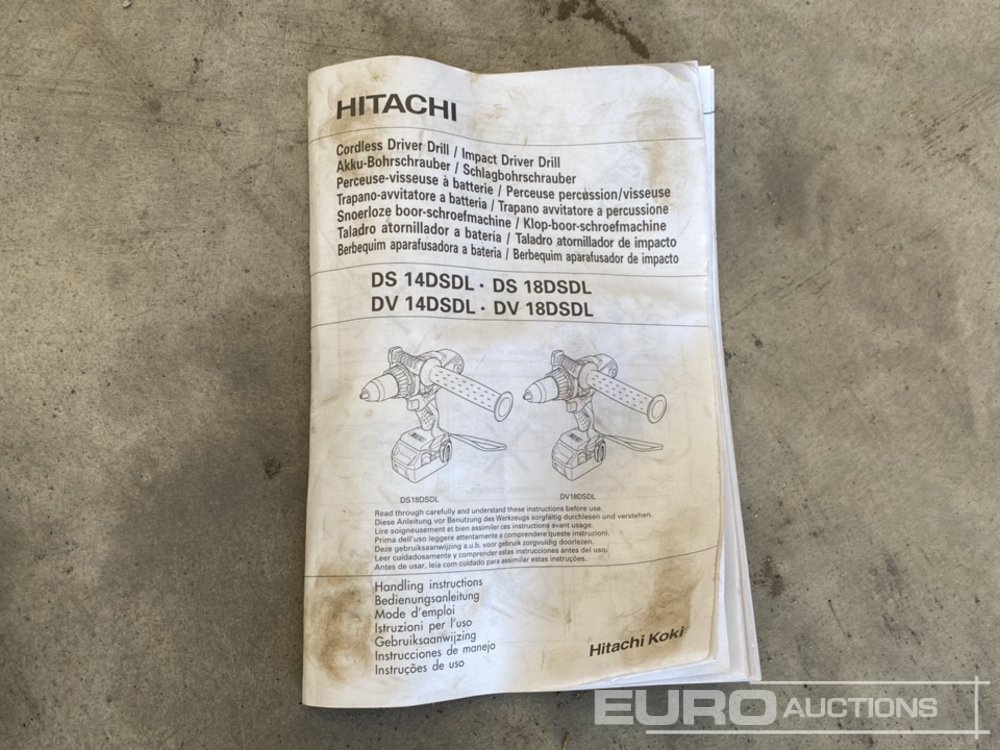 HITACHI
Cordless Driver Drill / Impact Driver Drill
Akku-Bohrschrauber / Schlagbohrschrauber
Perceuse-visseuse à batterie / Perceuse percussion/visseuse
Trapano-avvitatore a batteria / Trapano avvitatore a percussione
Snoerloze boor-schroefmachine / Klop-boor-schroefmachine
Taladro atornillador a batería / Taladro atornillador de impacto
Berbequim aparafusadora a bateria / Berbequim aparafusador de impacto
DS 14DSDL · DS 18DSDL
DV 14DSDL · DV 18DSDL
DS18DSDL
DV18DSDL
Read through carefully and understand these instructions before use.
Diese Anleitung vor Benutzung des Werkzeugs sorgfältig durchlesen und verstehen.
Lire soigneusement et bien assimiler ces instructions avant usage.
Prima dell'uso leggere attentamente e comprendere queste instruzioni.
Deze gebruiksaanwijzing a.u.b. voor gebruik zorgvuldig doorlezen.
Leer cuidadosamente y comprender estas instrucciones antes del uso.
Antes de usar, leia com cuidado para assimilar estas instruções.
Handling instructions
Bedienungsanleitung
Mode d'emploi
Istruzioni per l'uso
Gebruiksaanwijzing
Instrucciones de manejo
Instruções de uso
Hitachi Koki
EURO AUCTIONS